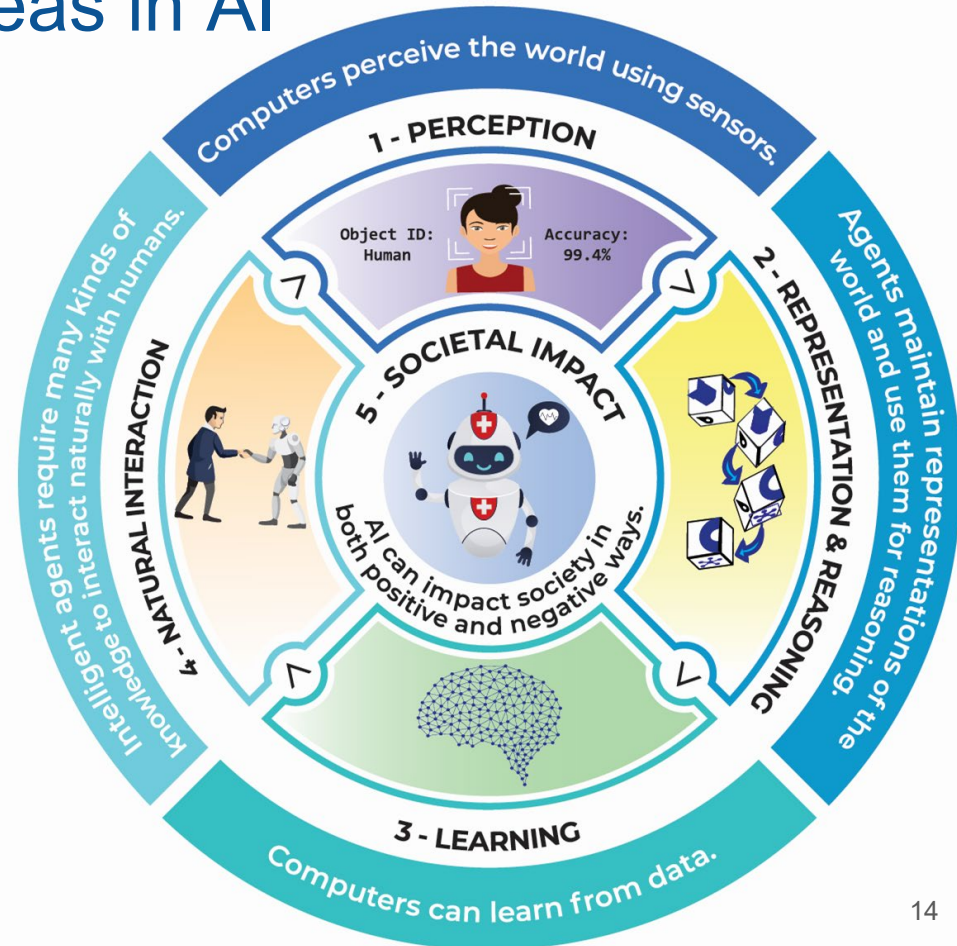 eas in AI
Computers perceive the world using sensors.
1 - PERCEPTION
Object ID:
Human
Accuracy:
99.4%
2 - REPRESENTATION & REASONING
Agents maintain representations of the
world and use them for reasoning.
3 - LEARNING
Computers can learn from data.
4 - NATURAL INTERACTION
Intelligent agents require many kinds of
knowledge to interact naturally with humans.
5 - SOCIETAL IMPACT
AI can impact society in
both positive and negative ways.
14